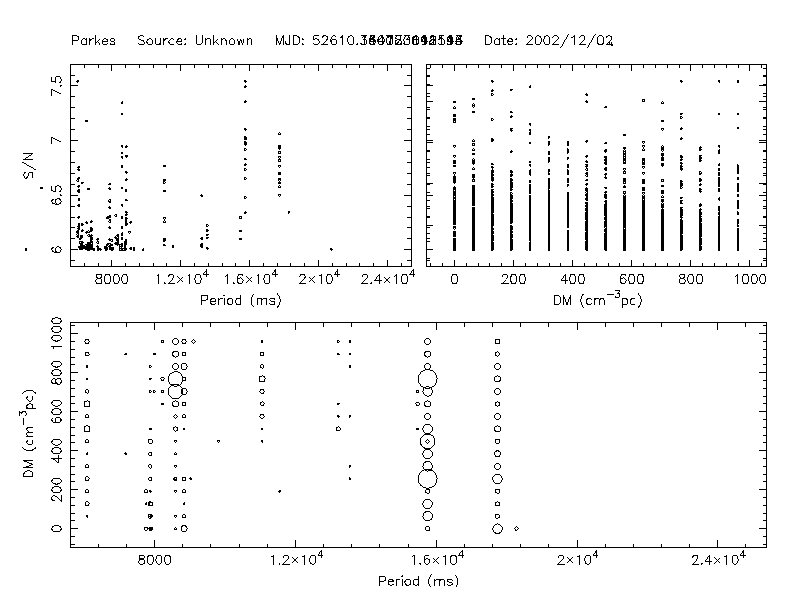 Parkes Source: Unknown MJD: 52610. Date: 2002/12/02
7.5
7
6.5
6
S/N
8000 1.2×10⁴ 1.6×10⁴ 2×10⁴ 2.4×10⁴
Period (ms)
0 200 400 600 800 1000
DM (cm⁻³pc)
1000
800
600
400
200
0
DM (cm⁻³pc)
8000 1.2×10⁴ 1.6×10⁴ 2×10⁴ 2.4×10⁴
Period (ms)